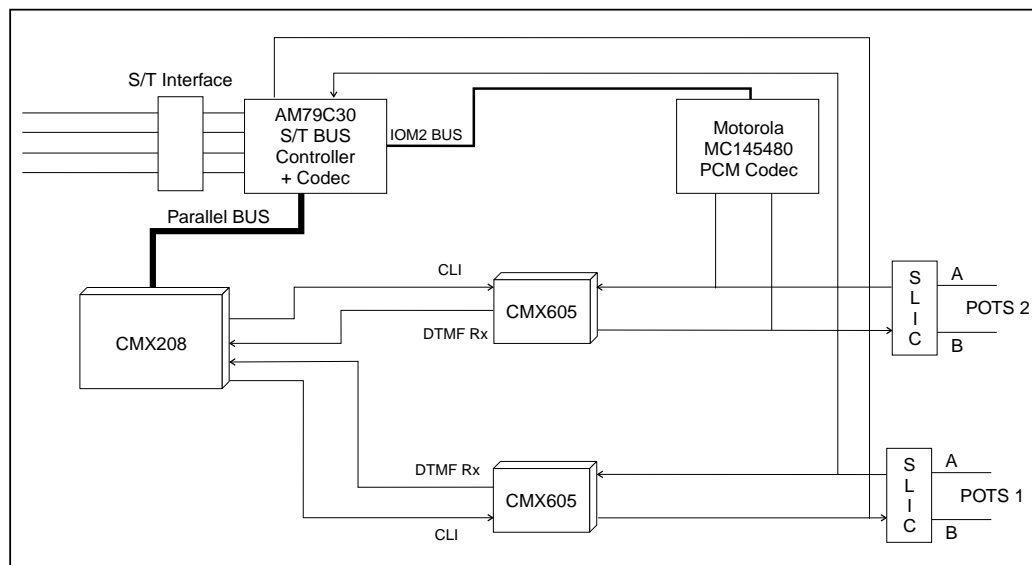 S/T Interface
AM79C30
S/T BUS
Controller
+ Codec
IOM2 BUS
Motorola
MC145480
PCM Codec
Parallel BUS
CLI
CMX605
DTMF Rx
CMX208
S
L
I
C
A
POTS 2
B
DTMF Rx
CMX605
CLI
S
L
I
C
A
POTS 1
B